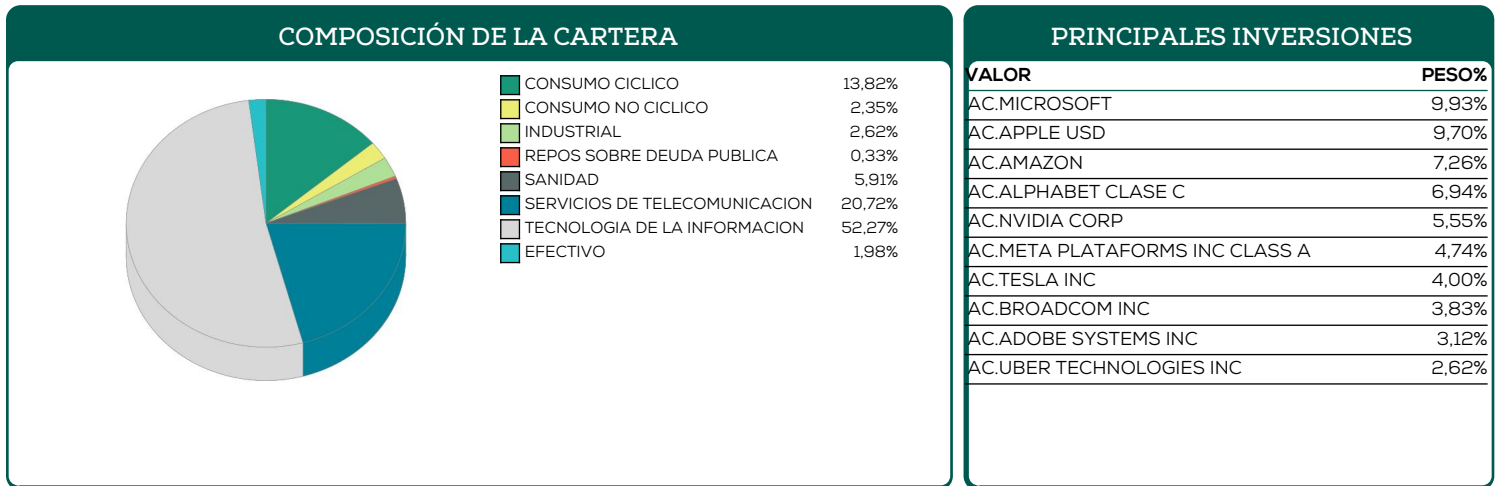 COMPOSICIÓN DE LA CARTERA
CONSUMO CICLICO 13,82%
CONSUMO NO CICLICO 2,35%
INDUSTRIAL 2,62%
REPOS SOBRE DEUDA PUBLICA 0,33%
SANIDAD 5,91%
SERVICIOS DE TELECOMUNICACION 20,72%
TECNOLOGIA DE LA INFORMACION 52,27%
EFECTIVO 1,98%
PRINCIPALES INVERSIONES
VALOR PESO%
AC.MICROSOFT 9,93%
AC.APPLE USD 9,70%
AC.AMAZON 7,26%
AC.ALPHABET CLASE C 6,94%
AC.NVIDIA CORP 5,55%
AC.META PLATAFORMS INC CLASS A 4,74%
AC.TESLA INC 4,00%
AC.BROADCOM INC 3,83%
AC.ADOBE SYSTEMS INC 3,12%
AC.UBER TECHNOLOGIES INC 2,62%